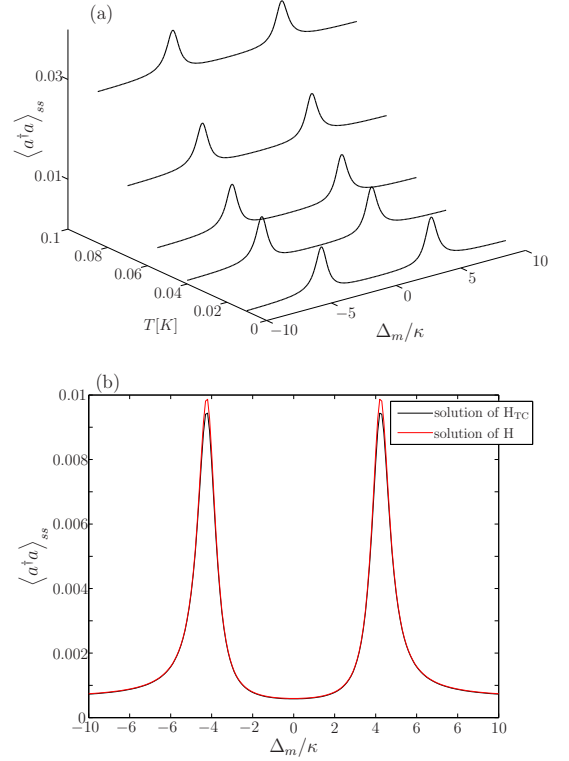 (a)
0.03
0.01
⟨a†a⟩ss
0.1
0.08
0.06
0.04
0.02
0
T[K]
−10
−5
0
5
10
Δm/κ
(b)
0.01
0.008
0.006
0.004
0.002
0
⟨a†a⟩ss
solution of HTC
solution of H
−10 −8 −6 −4 −2 0 2 4 6 8 10
Δm/κ